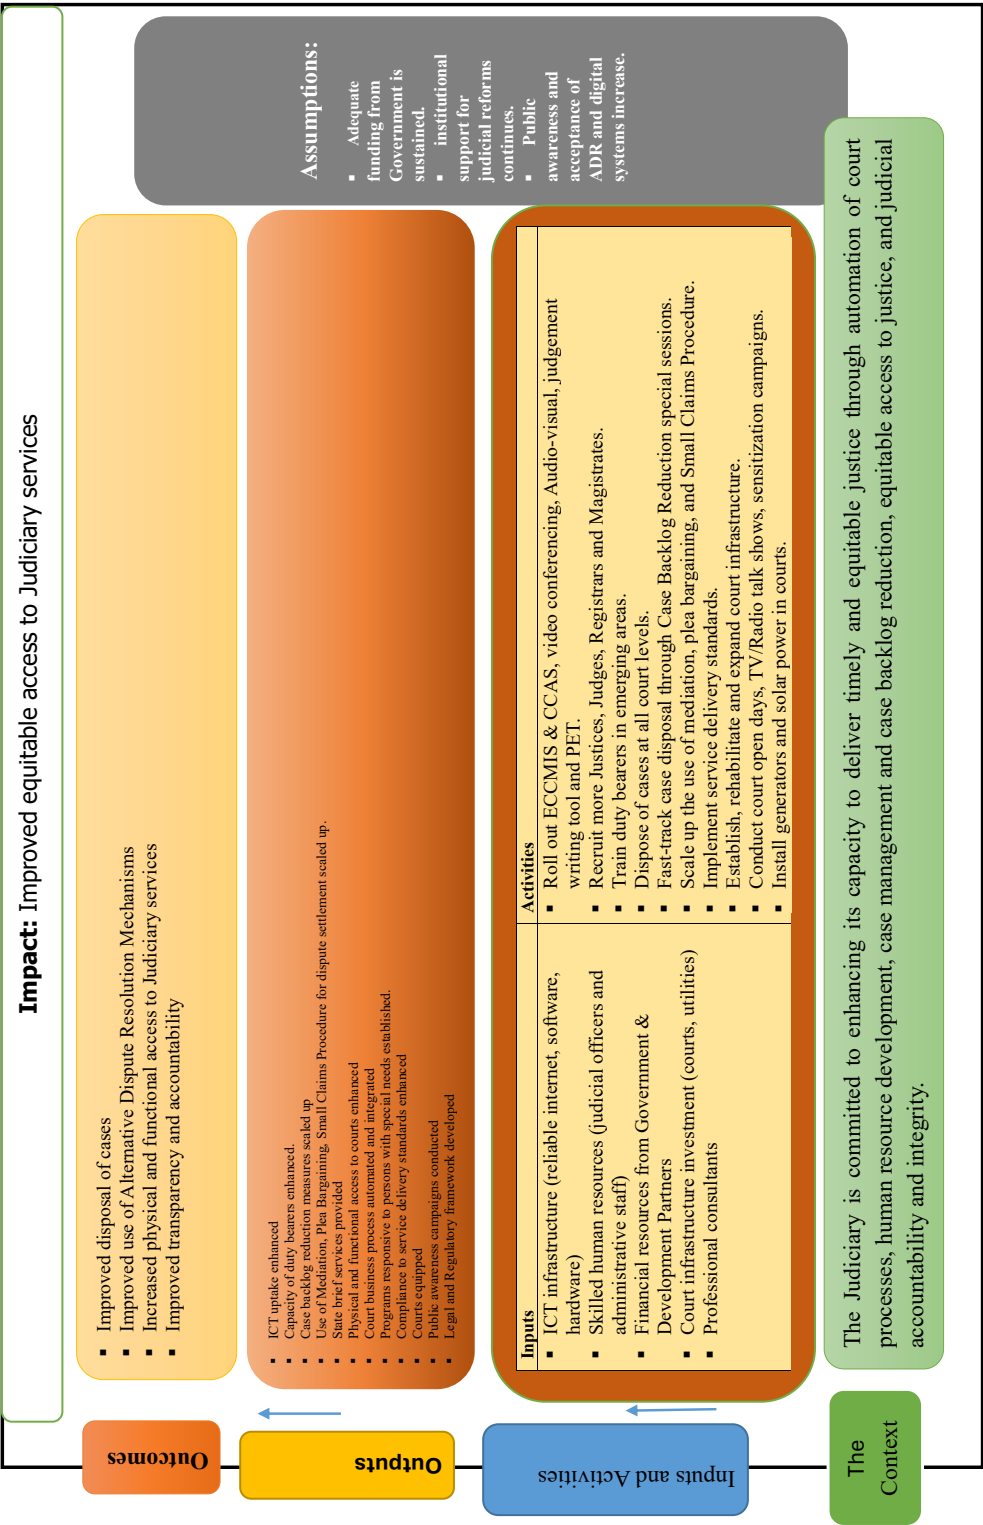 Impact: Improved equitable access to Judiciary services
Outcomes
▪ Improved disposal of cases
▪ Improved use of Alternative Dispute Resolution Mechanisms
▪ Increased physical and functional access to Judiciary services
▪ Improved transparency and accountability
Outputs
▪ ICT uptake enhanced
▪ Capacity of duty bearers enhanced.
▪ Case backlog reduction measures scaled up
▪ Use of Mediation, Plea Bargaining, Small Claims Procedure for dispute settlement scaled up.
▪ State brief services provided
▪ Physical and functional access to courts enhanced
▪ Court business process automated and integrated
▪ Programs responsive to persons with special needs established.
▪ Compliance to service delivery standards enhanced
▪ Courts equipped
▪ Public awareness campaigns conducted
▪ Legal and Regulatory framework developed
Assumptions:
▪ Adequate
funding from
Government is
sustained.
▪ institutional
support for
judicial reforms
continues.
▪ Public
awareness and
acceptance of
ADR and digital
systems increase.
Inputs and Activities
Inputs
▪ ICT infrastructure (reliable internet, software,
hardware)
▪ Skilled human resources (judicial officers and
administrative staff)
▪ Financial resources from Government &
Development Partners
▪ Court infrastructure investment (courts, utilities)
▪ Professional consultants
Activities
▪ Roll out ECCMIS & CCAS, video conferencing, Audio-visual, judgement
writing tool and PET.
▪ Recruit more Justices, Judges, Registrars and Magistrates.
▪ Train duty bearers in emerging areas.
▪ Dispose of cases at all court levels.
▪ Fast-track case disposal through Case Backlog Reduction special sessions.
▪ Scale up the use of mediation, plea bargaining, and Small Claims Procedure.
▪ Implement service delivery standards.
▪ Establish, rehabilitate and expand court infrastructure.
▪ Conduct court open days, TV/Radio talk shows, sensitization campaigns.
▪ Install generators and solar power in courts.
The
Context
The Judiciary is committed to enhancing its capacity to deliver timely and equitable justice through automation of court
processes, human resource development, case management and case backlog reduction, equitable access to justice, and judicial
accountability and integrity.